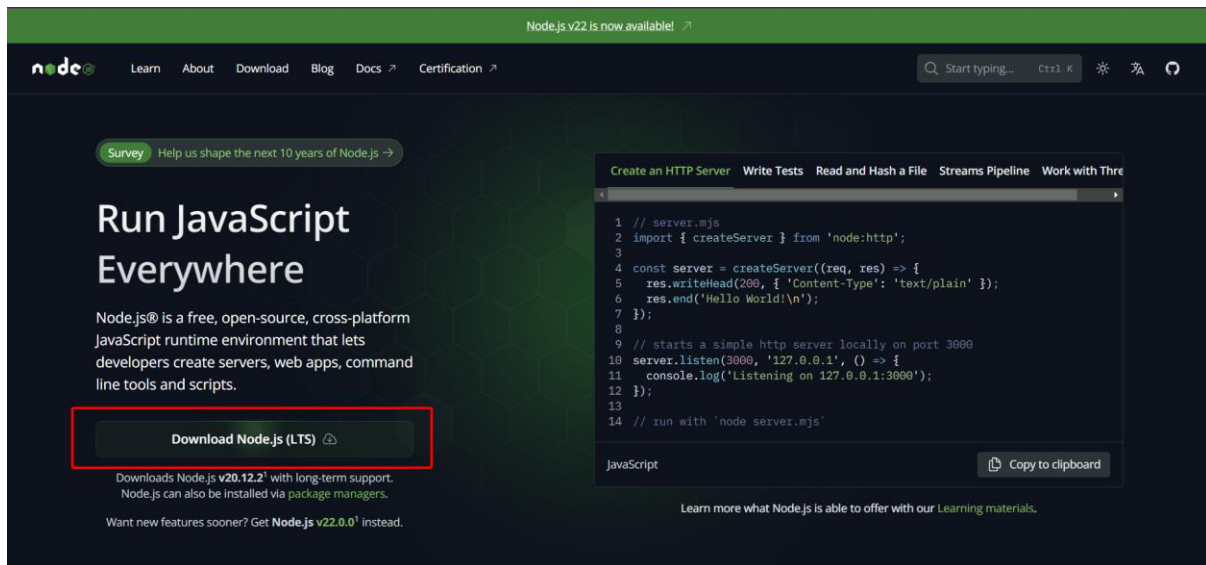 Node.js v22 is now available! ↗
node JS
Learn About Download Blog Docs ↗ Certification ↗
Start typing... Ctrl K
Survey Help us shape the next 10 years of Node.js →
Run JavaScript
Everywhere
Node.js® is a free, open-source, cross-platform
JavaScript runtime environment that lets
developers create servers, web apps, command
line tools and scripts.
Download Node.js (LTS)
Downloads Node.js v20.12.2¹ with long-term support.
Node.js can also be installed via package managers.
Want new features sooner? Get Node.js v22.0.0¹ instead.
Create an HTTP Server Write Tests Read and Hash a File Streams Pipeline Work with Thre
1 // server.mjs
2 import { createServer } from 'node:http';
3
4 const server = createServer((req, res) => {
5   res.writeHead(200, { 'Content-Type': 'text/plain' });
6   res.end('Hello World!\n');
7 });
8
9 // starts a simple http server locally on port 3000
10 server.listen(3000, '127.0.0.1', () => {
11   console.log('Listening on 127.0.0.1:3000');
12 });
13
14 // run with `node server.mjs`
JavaScript
Copy to clipboard
Learn more what Node.js is able to offer with our Learning materials.